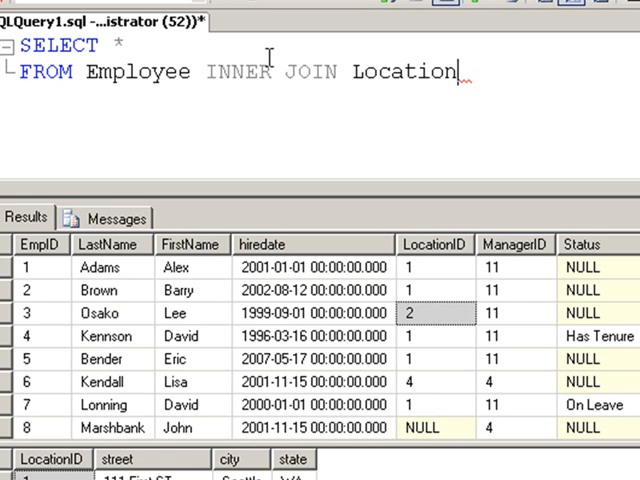 QLQuery1.sql -...istrator (52))*
SELECT *
FROM Employee INNER JOIN Location
Results Messages
EmpID LastName FirstName hiredate LocationID ManagerID Status
1 Adams Alex 2001-01-01 00:00:00.000 1 11 NULL
2 Brown Barry 2002-08-12 00:00:00.000 1 11 NULL
3 Osako Lee 1999-09-01 00:00:00.000 2 11 NULL
4 Kennson David 1996-03-16 00:00:00.000 1 11 Has Tenure
5 Bender Eric 2007-05-17 00:00:00.000 1 11 NULL
6 Kendall Lisa 2001-11-15 00:00:00.000 4 4 NULL
7 Lonning David 2000-01-01 00:00:00.000 1 11 On Leave
8 Marshbank John 2001-11-15 00:00:00.000 NULL 4 NULL
LocationID street city state
1 111 First ST Seattle WA